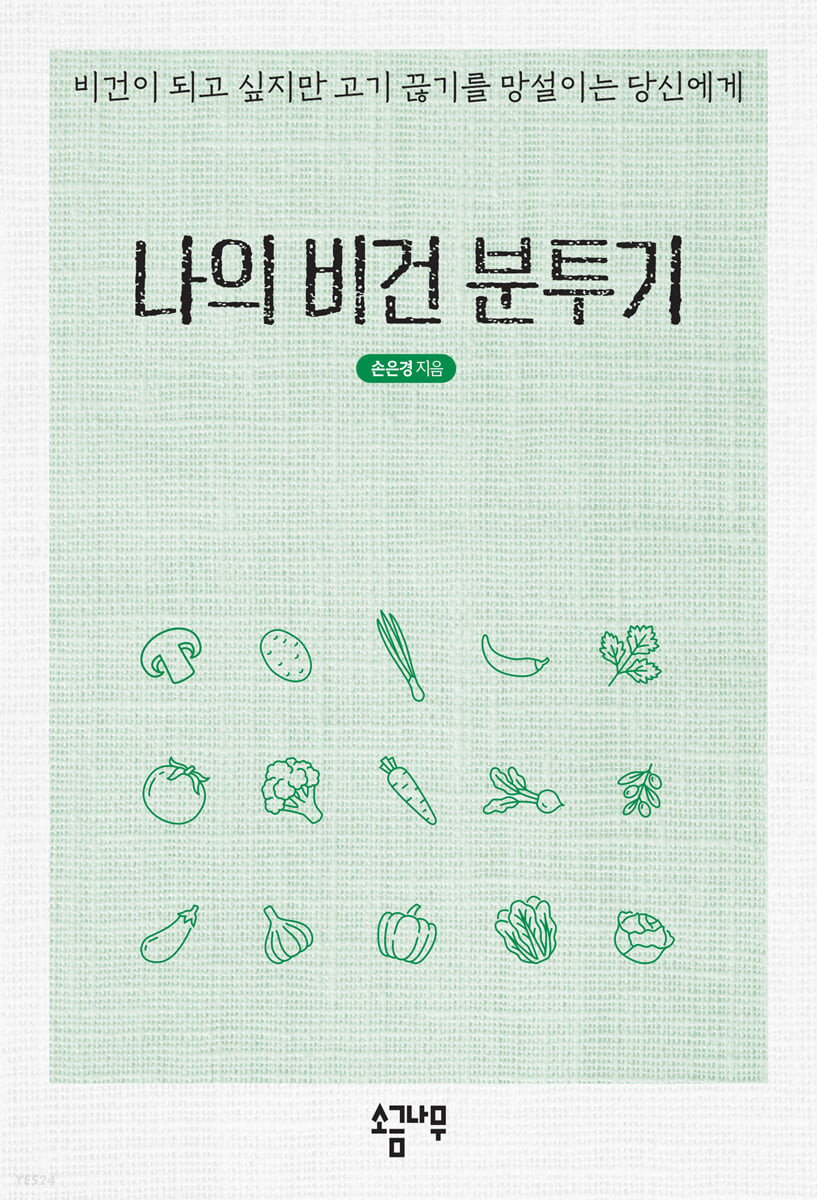 비건이 되고 싶지만 고기 끊기를 망설이는 당신에게
나의 비건 분투기
손은경 지음
소금나무
YES24